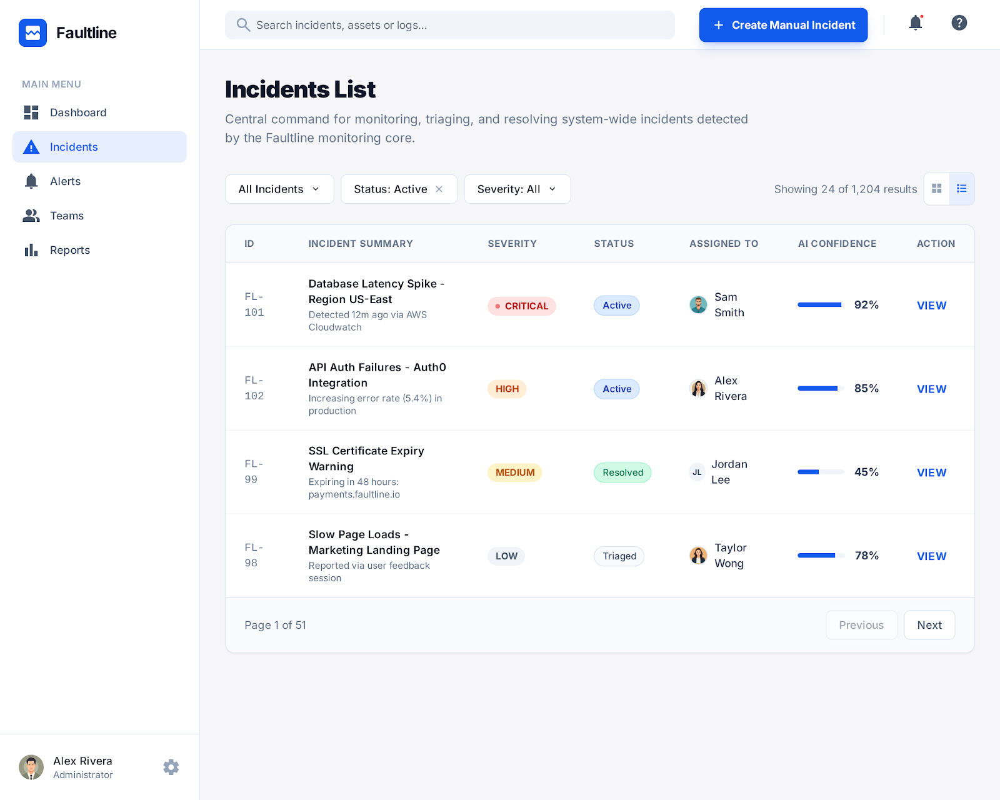 Faultline
MAIN MENU
Dashboard
Incidents
Alerts
Teams
Reports
Alex Rivera
Administrator
Search incidents, assets or logs...
Create Manual Incident
Incidents List
Central command for monitoring, triaging, and resolving system-wide incidents detected
by the Faultline monitoring core.
All Incidents
Status: Active
Severity: All
Showing 24 of 1,204 results
ID INCIDENT SUMMARY SEVERITY STATUS ASSIGNED TO AI CONFIDENCE ACTION
FL-
101
Database Latency Spike -
Region US-East
Detected 12m ago via AWS
Cloudwatch
CRITICAL
Active
Sam
Smith
92%
VIEW
FL-
102
API Auth Failures - Auth0
Integration
Increasing error rate (5.4%) in
production
HIGH
Active
Alex
Rivera
85%
VIEW
FL-
99
SSL Certificate Expiry
Warning
Expiring in 48 hours:
payments.faultline.io
MEDIUM
Resolved
JL
Jordan
Lee
45%
VIEW
FL-
98
Slow Page Loads -
Marketing Landing Page
Reported via user feedback
session
LOW
Triaged
Taylor
Wong
78%
VIEW
Page 1 of 51
Previous
Next